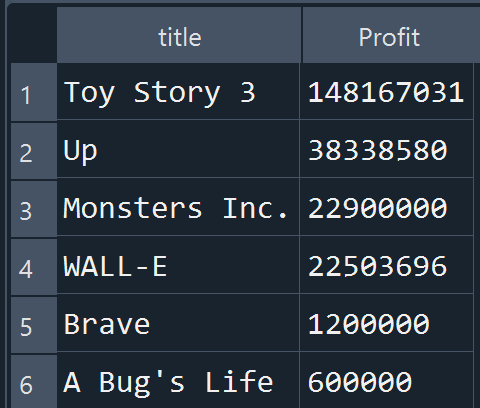 title Profit
1 Toy Story 3 148167031
2 Up 38338580
3 Monsters Inc. 22900000
4 WALL-E 22503696
5 Brave 1200000
6 A Bug's Life 600000